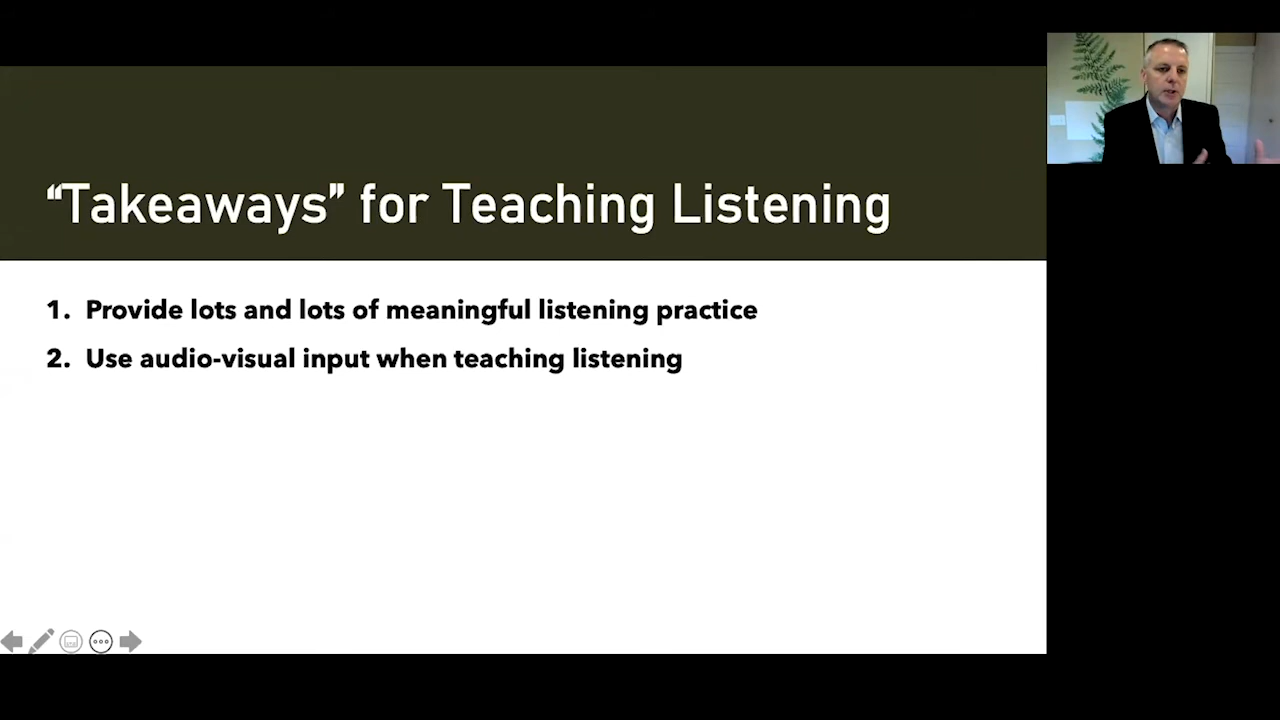 “Takeaways” for Teaching Listening
1. Provide lots and lots of meaningful listening practice
2. Use audio-visual input when teaching listening